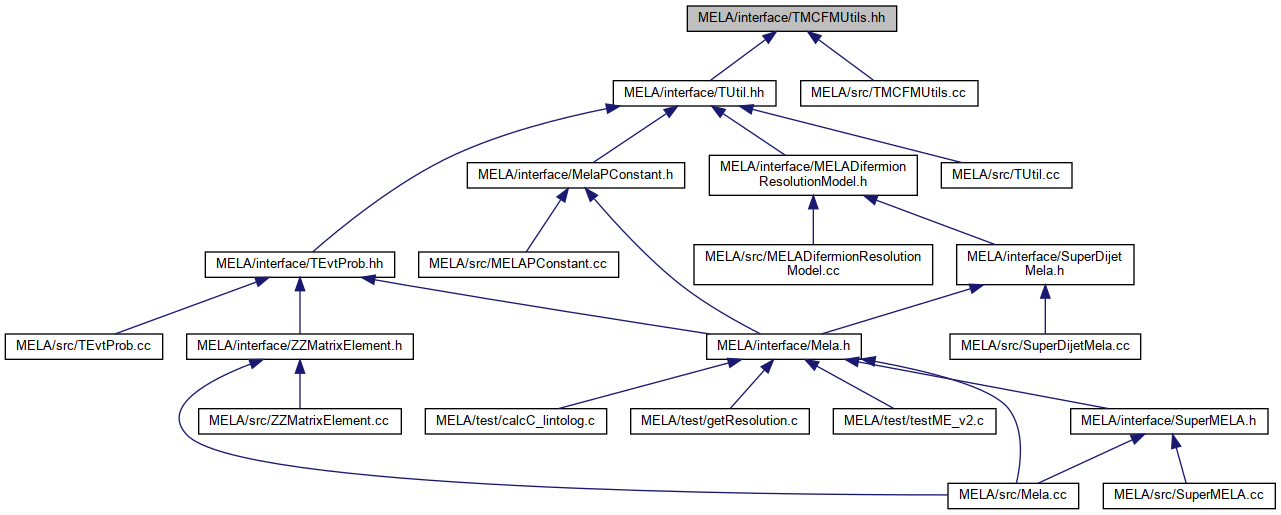 MELA/interface/TMCFMUtils.hh
MELA/interface/TUtil.hh
MELA/src/TMCFMUtils.cc
MELA/interface/MelaPConstant.h
MELA/interface/MELADifermion
ResolutionModel.h
MELA/src/TUtil.cc
MELA/interface/TEvtProb.hh
MELA/src/MELAPConstant.cc
MELA/src/MELADifermionResolution
Model.cc
MELA/interface/SuperDijet
Mela.h
MELA/src/TEvtProb.cc
MELA/interface/ZZMatrixElement.h
MELA/interface/Mela.h
MELA/src/SuperDijetMela.cc
MELA/src/ZZMatrixElement.cc
MELA/test/calcC_lintolog.c
MELA/test/getResolution.c
MELA/test/testME_v2.c
MELA/interface/SuperMELA.h
MELA/src/Mela.cc
MELA/src/SuperMELA.cc